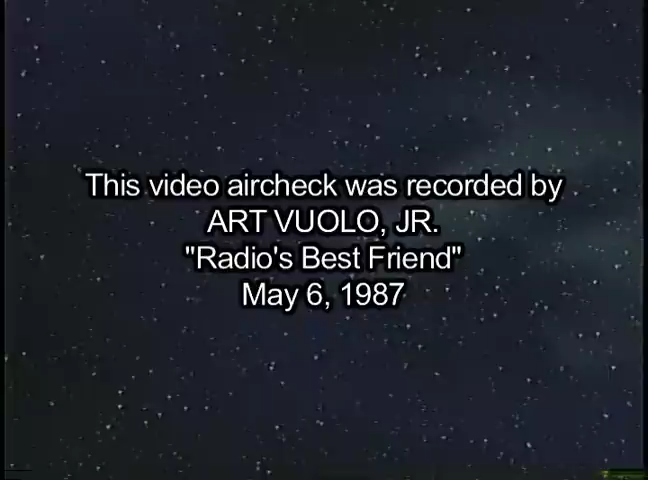 This video aircheck was recorded by
ART VUOLO, JR.
"Radio's Best Friend"
May 6, 1987